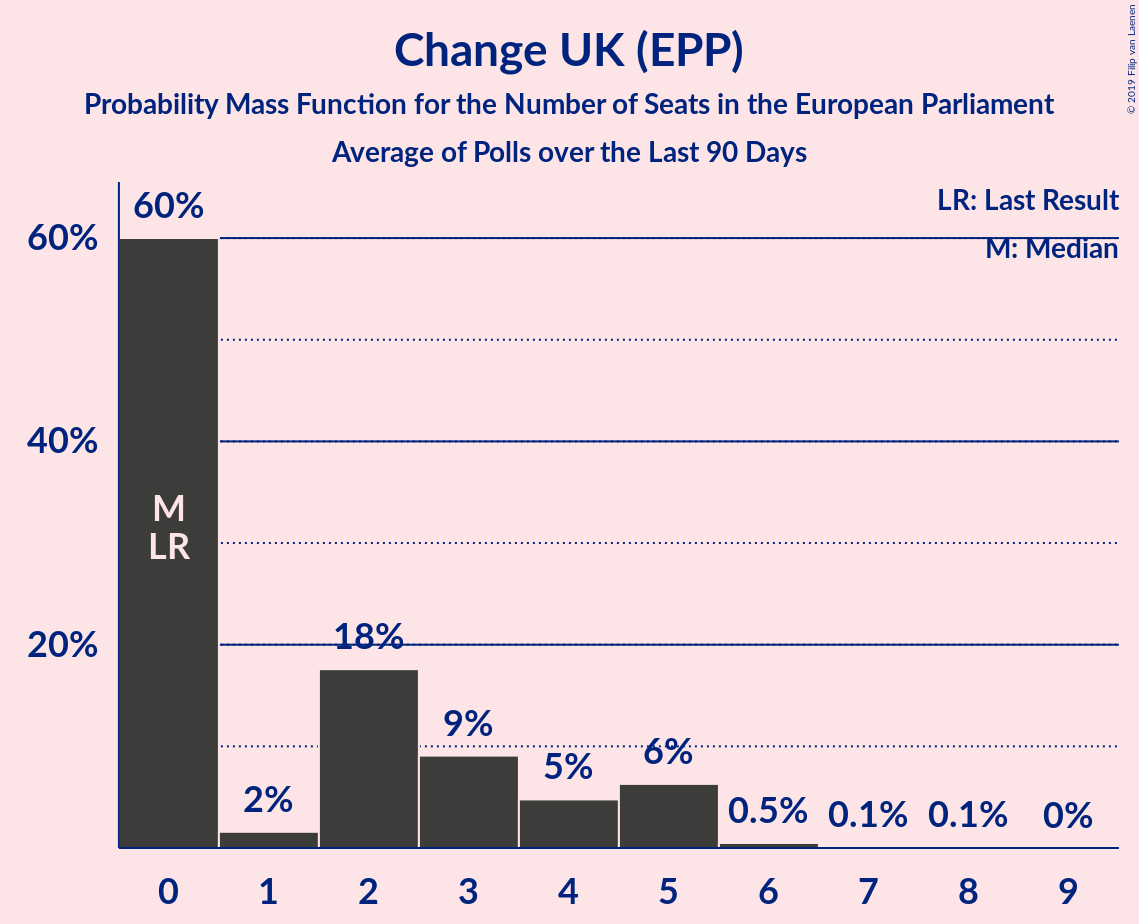 Change UK (EPP)
Probability Mass Function for the Number of Seats in the European Parliament
Average of Polls over the Last 90 Days
© 2019 Filip van Laenen
LR: Last Result
M: Median
60%
40%
20%
60%
2%
18%
9%
5%
6%
0.5%
0.1%
0.1%
0%
M
LR
0 1 2 3 4 5 6 7 8 9